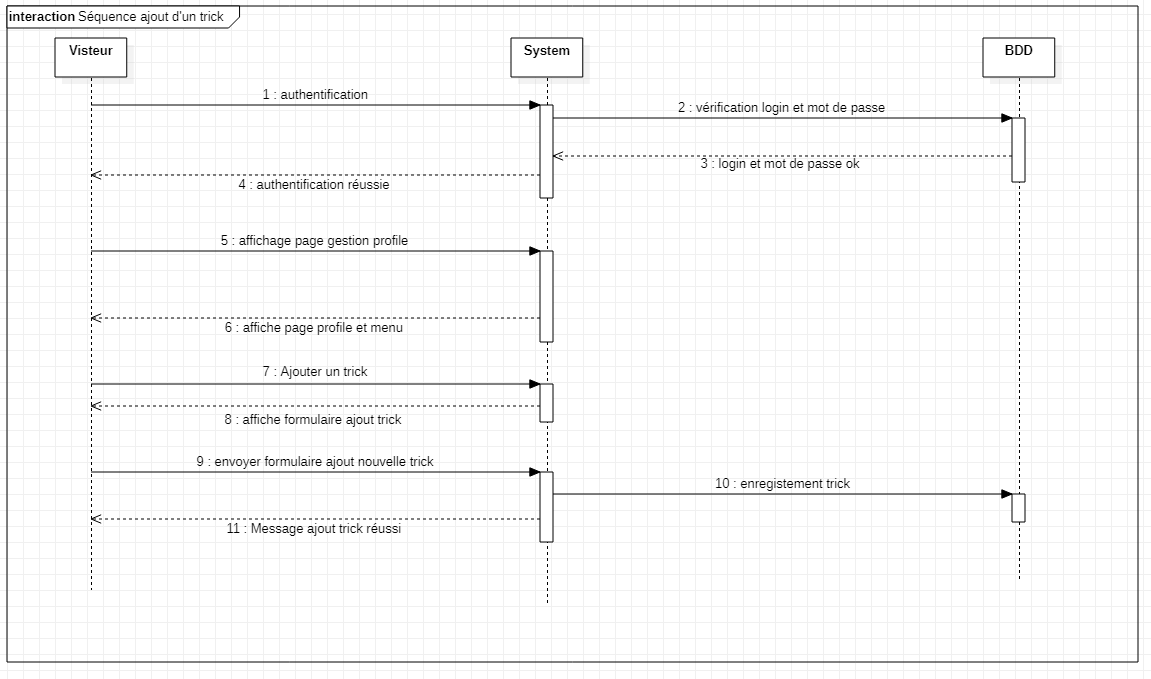 interaction Séquence ajout d'un trick
Visteur
System
BDD
1 : authentification
2 : vérification login et mot de passe
3 : login et mot de passe ok
4 : authentification réussie
5 : affichage page gestion profile
6 : affiche page profile et menu
7 : Ajouter un trick
8 : affiche formulaire ajout trick
9 : envoyer formulaire ajout nouvelle trick
10 : enregistement trick
11 : Message ajout trick réussi